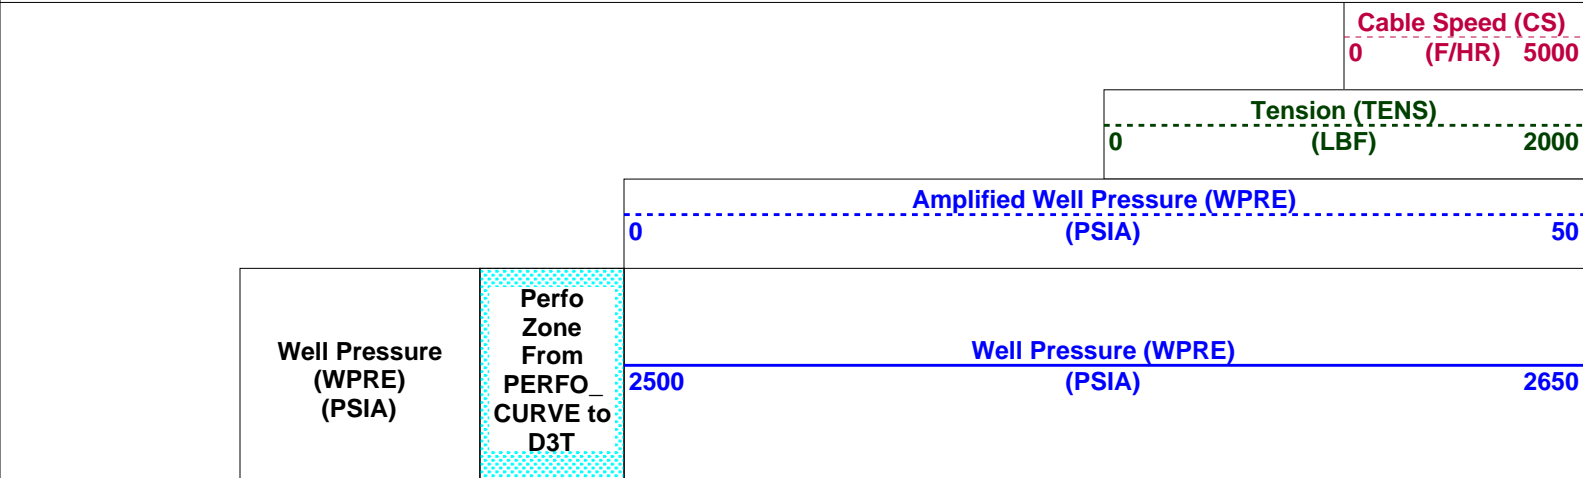 Cable Speed (CS)
0 (F/HR) 5000
Tension (TENS)
0 (LBF) 2000
Amplified Well Pressure (WPRE)
0 (PSIA) 50
Well Pressure
(WPRE)
(PSIA)
Perfo
Zone
From
PERFO_
CURVE to
D3T
Well Pressure (WPRE)
2500 (PSIA) 2650